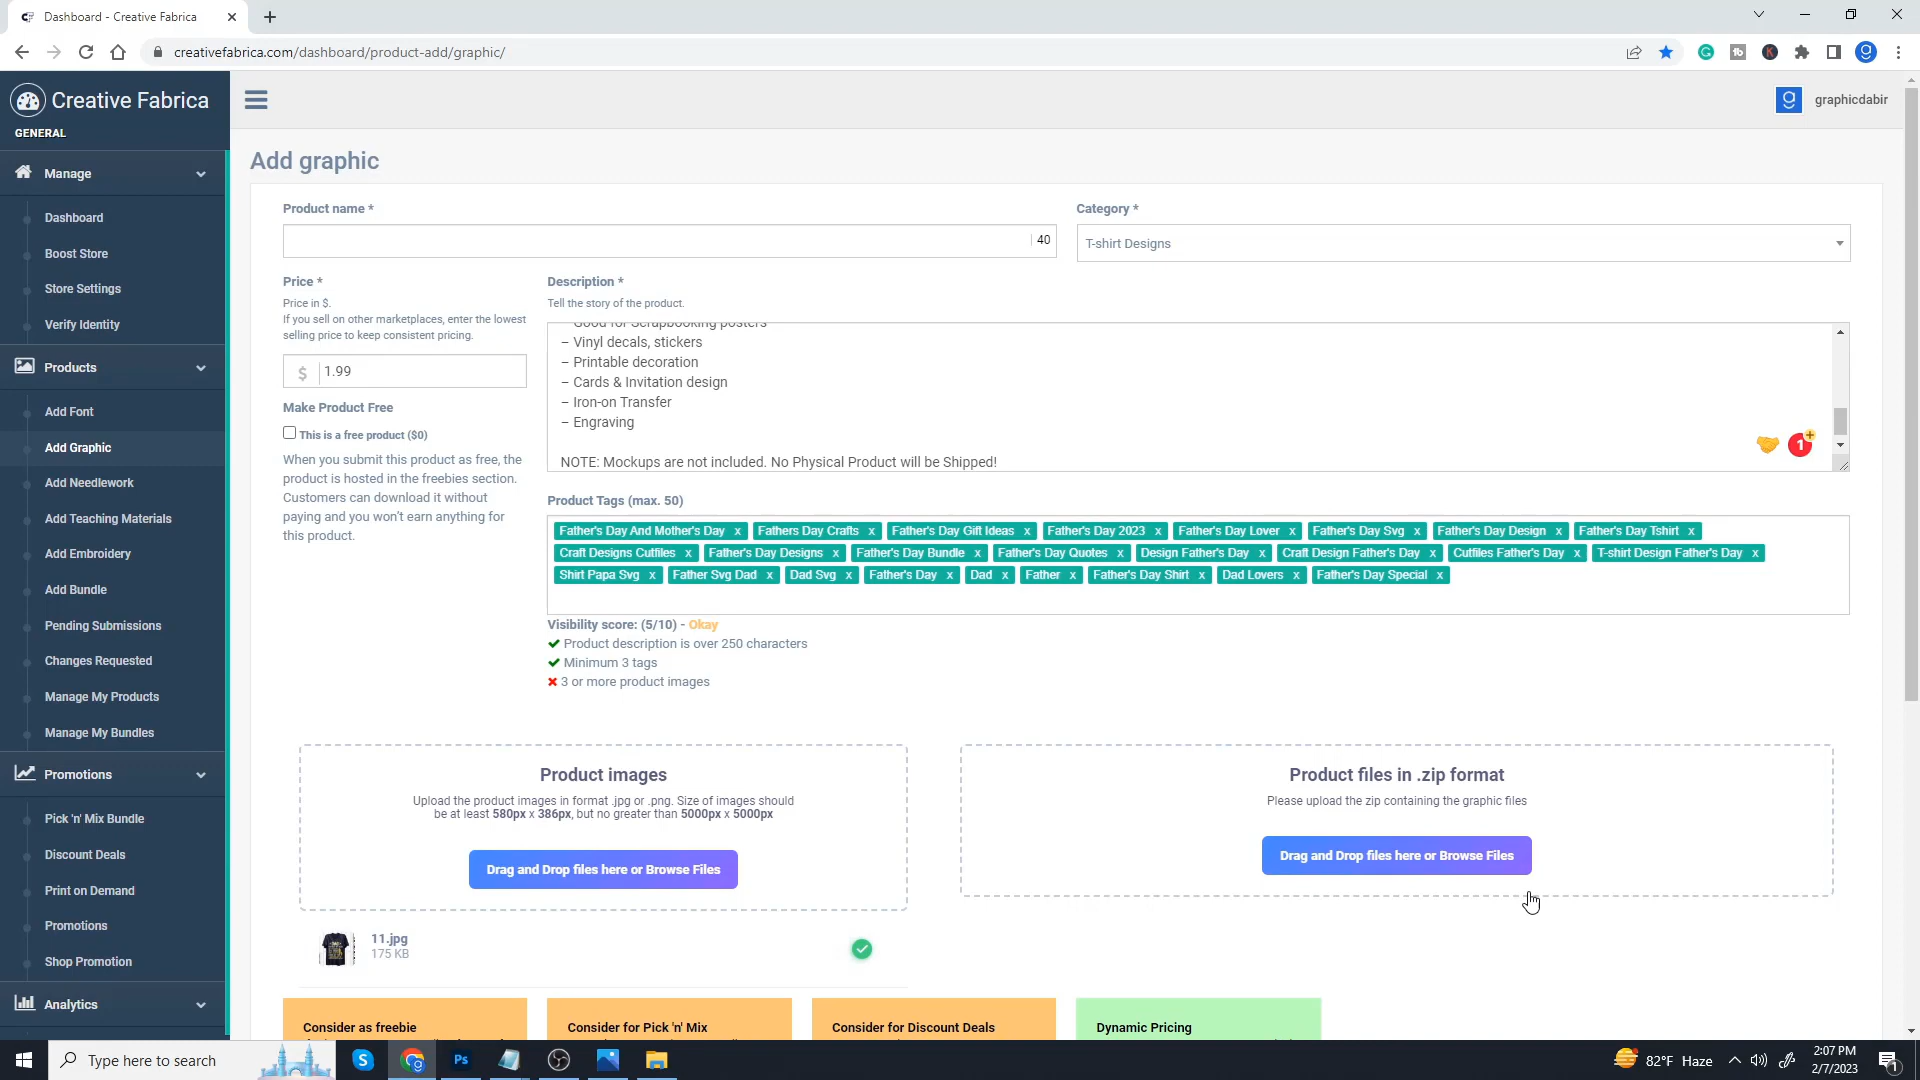 Dashboard - Creative Fabrica
creativefabrica.com/dashboard/product-add/graphic/
Creative Fabrica
graphicdabir
GENERAL
Manage
Dashboard
Boost Store
Store Settings
Verify Identity
Products
Add Font
Add Graphic
Add Needlework
Add Teaching Materials
Add Embroidery
Add Bundle
Pending Submissions
Changes Requested
Manage My Products
Manage My Bundles
Promotions
Pick 'n' Mix Bundle
Discount Deals
Print on Demand
Promotions
Shop Promotion
Analytics
Add graphic
Product name *
40
Category *
T-shirt Designs
Price *
Price in $.
If you sell on other marketplaces, enter the lowest
selling price to keep consistent pricing.
$ 1.99
Make Product Free
This is a free product ($0)
When you submit this product as free, the
product is hosted in the freebies section.
Customers can download it without
paying and you won't earn anything for
this product.
Description *
Tell the story of the product.
– Good for Scrapbooking posters
– Vinyl decals, stickers
– Printable decoration
– Cards & Invitation design
– Iron-on Transfer
– Engraving
NOTE: Mockups are not included. No Physical Product will be Shipped!
1
Product Tags (max. 50)
Father's Day And Mother's Day x Fathers Day Crafts x Father's Day Gift Ideas x Father's Day 2023 x Father's Day Lover x Father's Day Svg x Father's Day Design x Father's Day Tshirt x
Craft Designs Cutfiles x Father's Day Designs x Father's Day Bundle x Father's Day Quotes x Design Father's Day x Craft Design Father's Day x Cutfiles Father's Day x T-shirt Design Father's Day x
Shirt Papa Svg x Father Svg Dad x Dad Svg x Father's Day x Dad x Father x Father's Day Shirt x Dad Lovers x Father's Day Special x
Visibility score: (5/10) - Okay
Product description is over 250 characters
Minimum 3 tags
3 or more product images
Product images
Upload the product images in format .jpg or .png. Size of images should
be at least 580px x 386px, but no greater than 5000px x 5000px
Drag and Drop files here or Browse Files
Product files in .zip format
Please upload the zip containing the graphic files
Drag and Drop files here or Browse Files
11.jpg
175 KB
Consider as freebie
Consider for Pick 'n' Mix
Consider for Discount Deals
Dynamic Pricing
Type here to search
82°F Haze
2:07 PM
2/7/2023
1